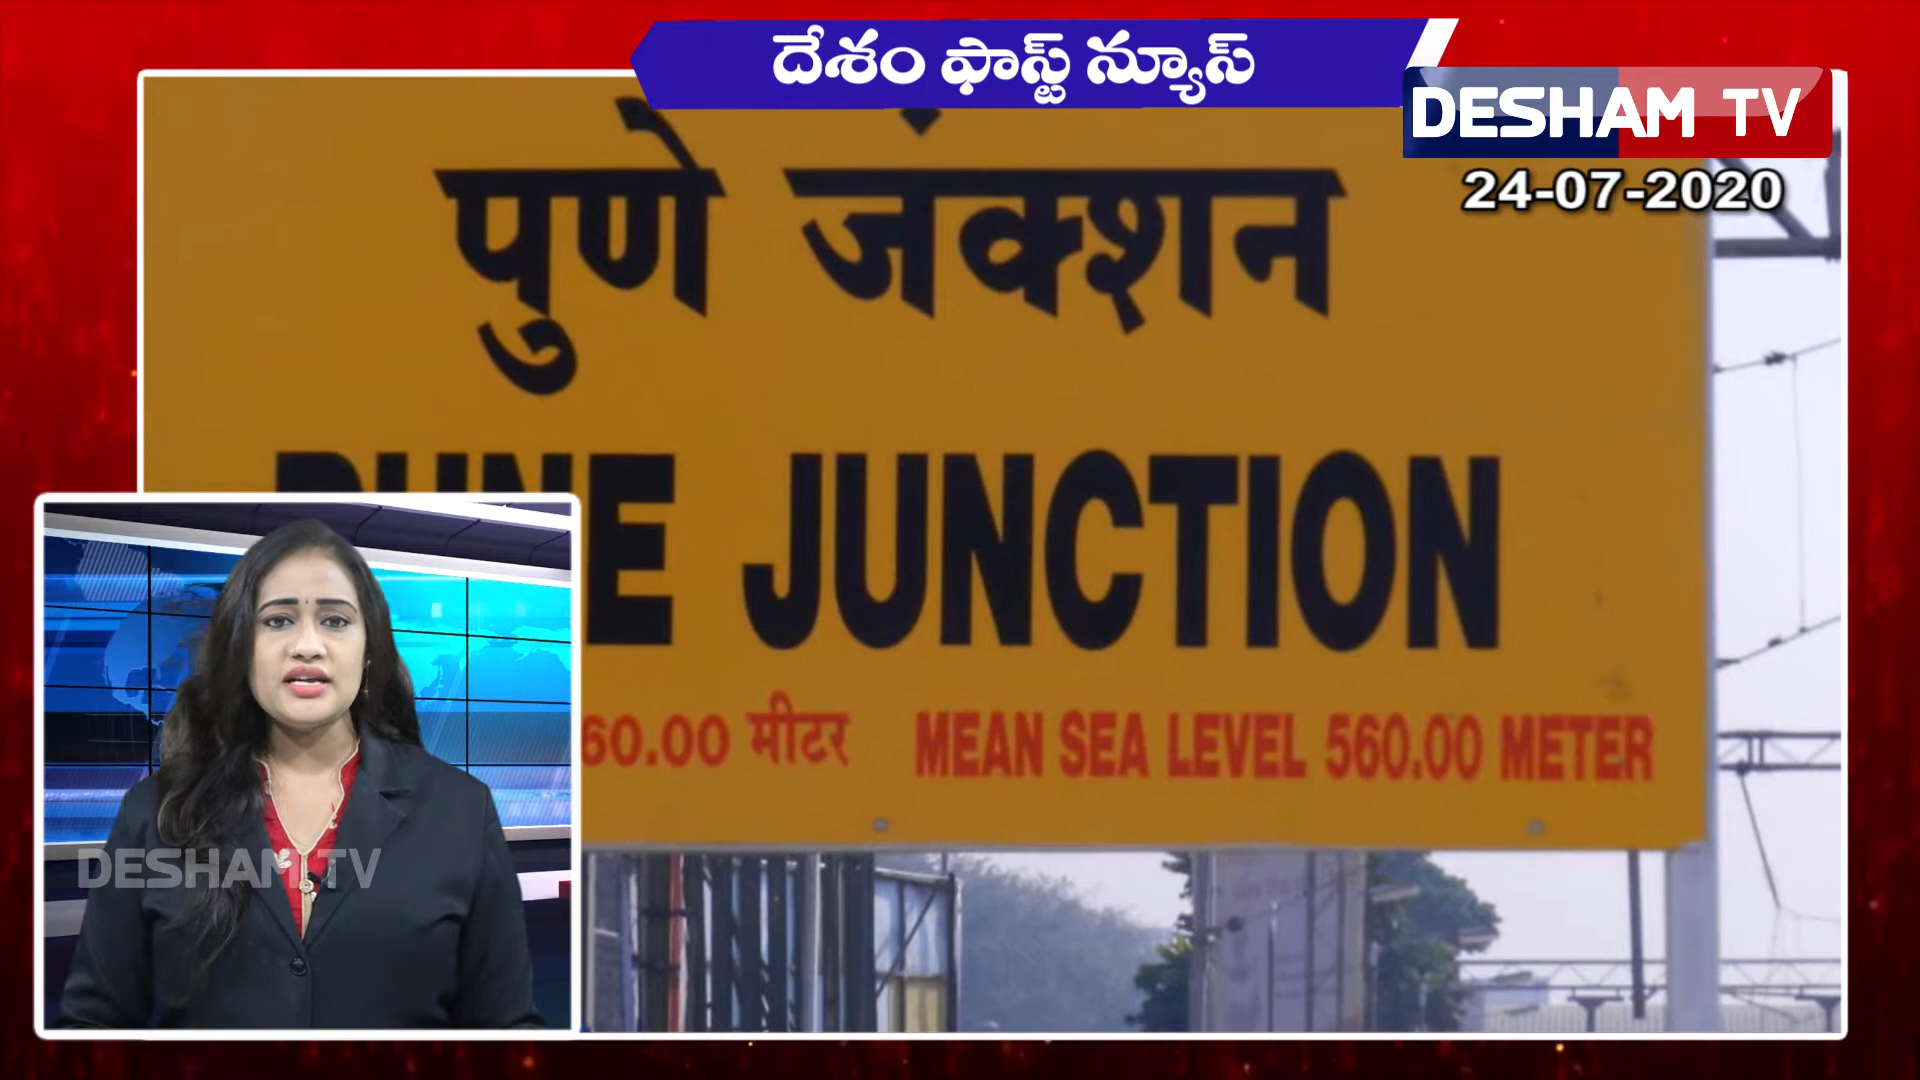 దేశం ఫాస్ట్ న్యూస్
DESHAM TV
24-07-2020
पुणे जंक्शन
JUNCTION
60.00 मीटर MEAN SEA LEVEL 560.00 METER
DESHAM TV